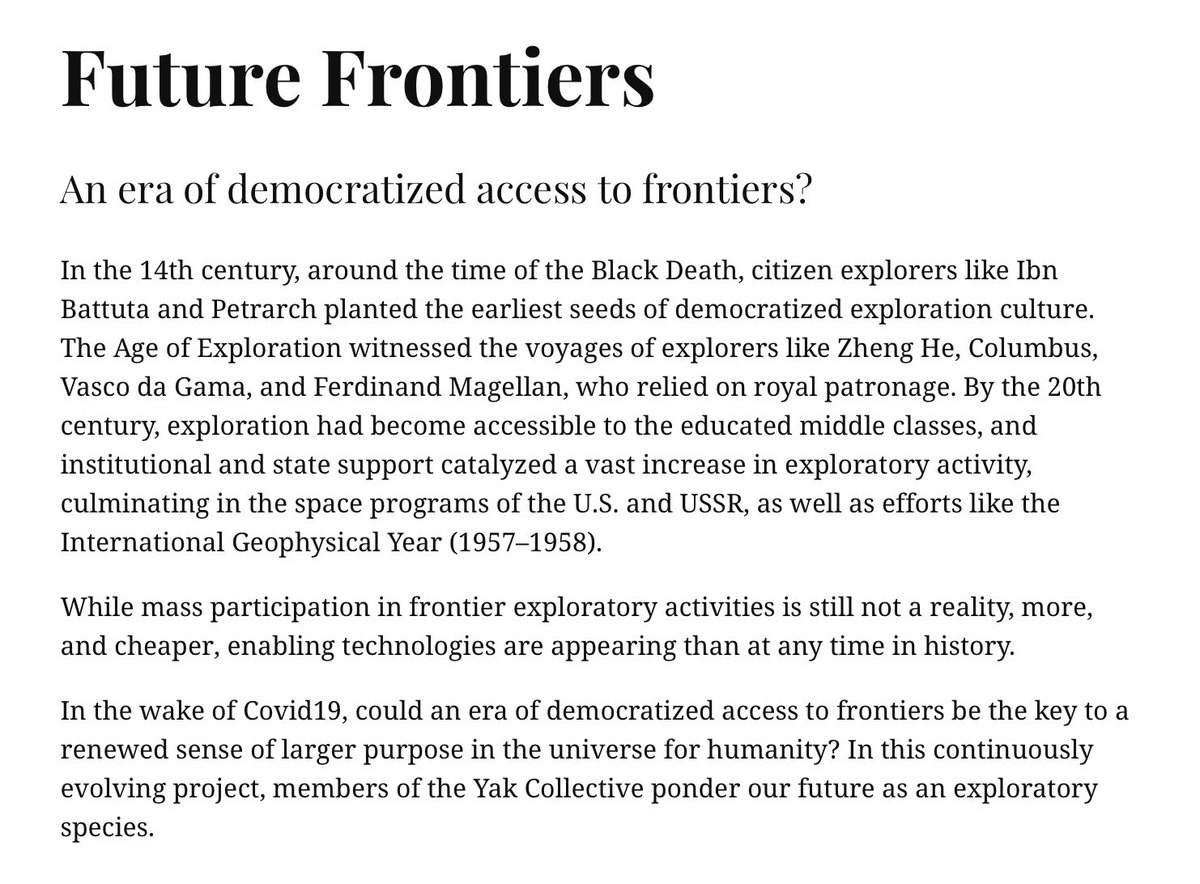 Future Frontiers
An era of democratized access to frontiers?
In the 14th century, around the time of the Black Death, citizen explorers like Ibn
Battuta and Petrarch planted the earliest seeds of democratized exploration culture.
The Age of Exploration witnessed the voyages of explorers like Zheng He, Columbus,
Vasco da Gama, and Ferdinand Magellan, who relied on royal patronage. By the 20th
century, exploration had become accessible to the educated middle classes, and
institutional and state support catalyzed a vast increase in exploratory activity,
culminating in the space programs of the U.S. and USSR, as well as efforts like the
International Geophysical Year (1957–1958).
While mass participation in frontier exploratory activities is still not a reality, more,
and cheaper, enabling technologies are appearing than at any time in history.
In the wake of Covid19, could an era of democratized access to frontiers be the key to a
renewed sense of larger purpose in the universe for humanity? In this continuously
evolving project, members of the Yak Collective ponder our future as an exploratory
species.